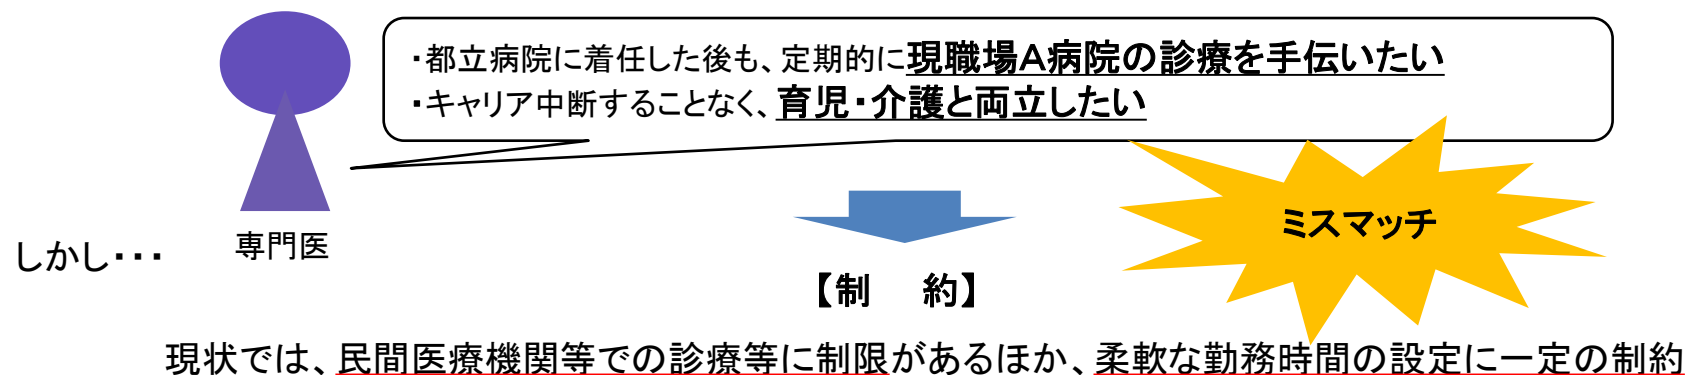 ・都立病院に着任した後も、定期的に現職場A病院の診療を手伝いたい
・キャリア中断することなく、育児・介護と両立したい
ミスマッチ
専門医
しかし・・・
【制　約】
現状では、民間医療機関等での診療等に制限があるほか、柔軟な勤務時間の設定に一定の制約